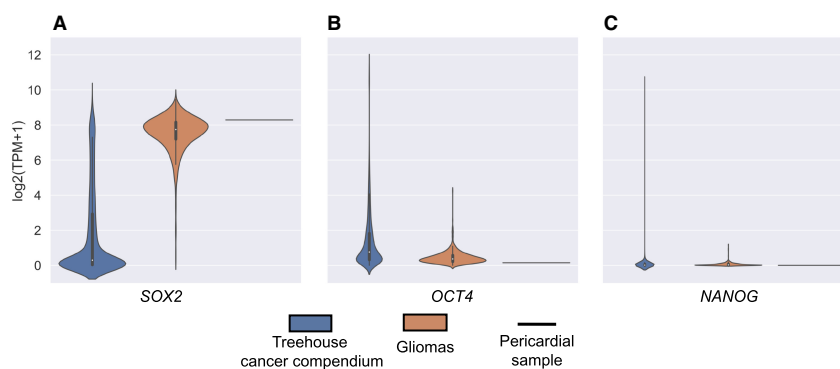 A
B
C
log2(TPM+1)
12
10
8
6
4
2
0
SOX2
OCT4
NANOG
Treehouse
cancer compendium
Gliomas
Pericardial
sample